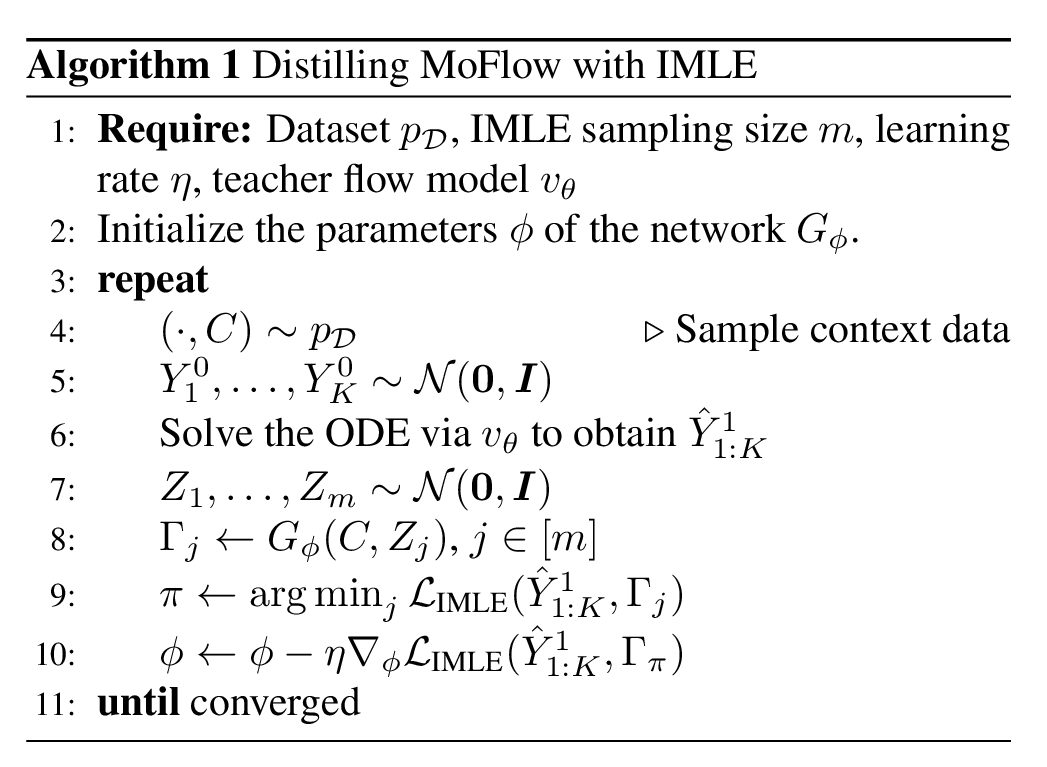 Algorithm 1 Distilling MoFlow with IMLE
1: Require: Dataset $p_{\mathcal{D}}$, IMLE sampling size $m$, learning
rate $\eta$, teacher flow model $v_\theta$
2: Initialize the parameters $\phi$ of the network $G_\phi$.
3: repeat
4: $(\cdot, C) \sim p_{\mathcal{D}}$ ▷ Sample context data
5: $Y_1^0, \ldots, Y_K^0 \sim \mathcal{N}(\mathbf{0}, \boldsymbol{I})$
6: Solve the ODE via $v_\theta$ to obtain $\hat{Y}_{1:K}^1$
7: $Z_1, \ldots, Z_m \sim \mathcal{N}(\mathbf{0}, \boldsymbol{I})$
8: $\Gamma_j \leftarrow G_\phi(C, Z_j), j \in [m]$
9: $\pi \leftarrow \arg\min_j \mathcal{L}_{\text{IMLE}}(\hat{Y}_{1:K}^1, \Gamma_j)$
10: $\phi \leftarrow \phi - \eta \nabla_\phi \mathcal{L}_{\text{IMLE}}(\hat{Y}_{1:K}^1, \Gamma_\pi)$
11: until converged